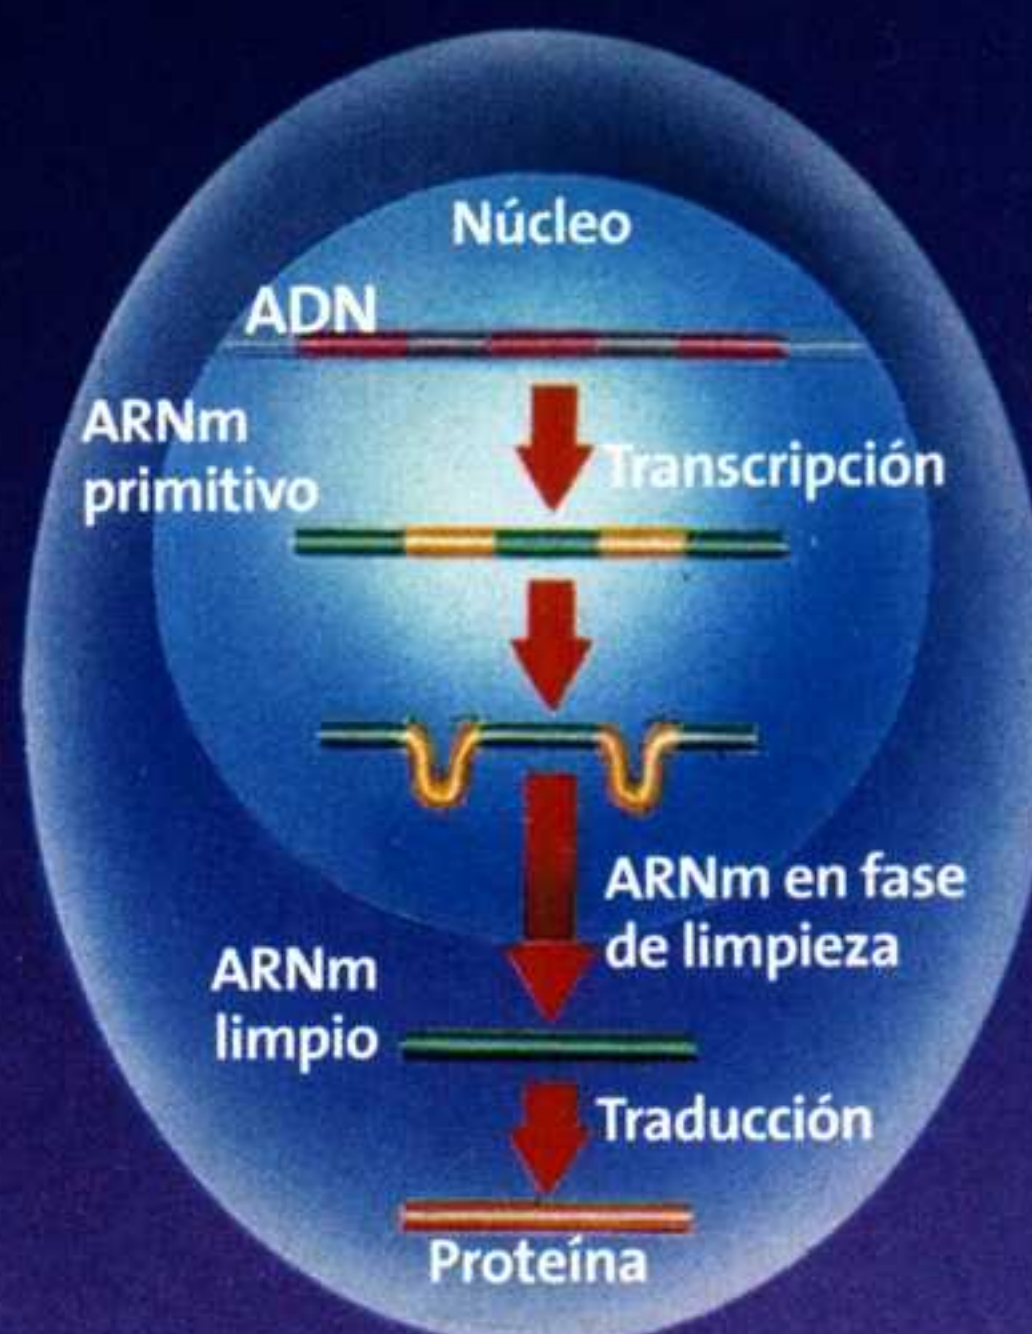 Núcleo
ADN
ARNm
primitivo
Transcripción
ARNm en fase
de limpieza
ARNm
limpio
Traducción
Proteína